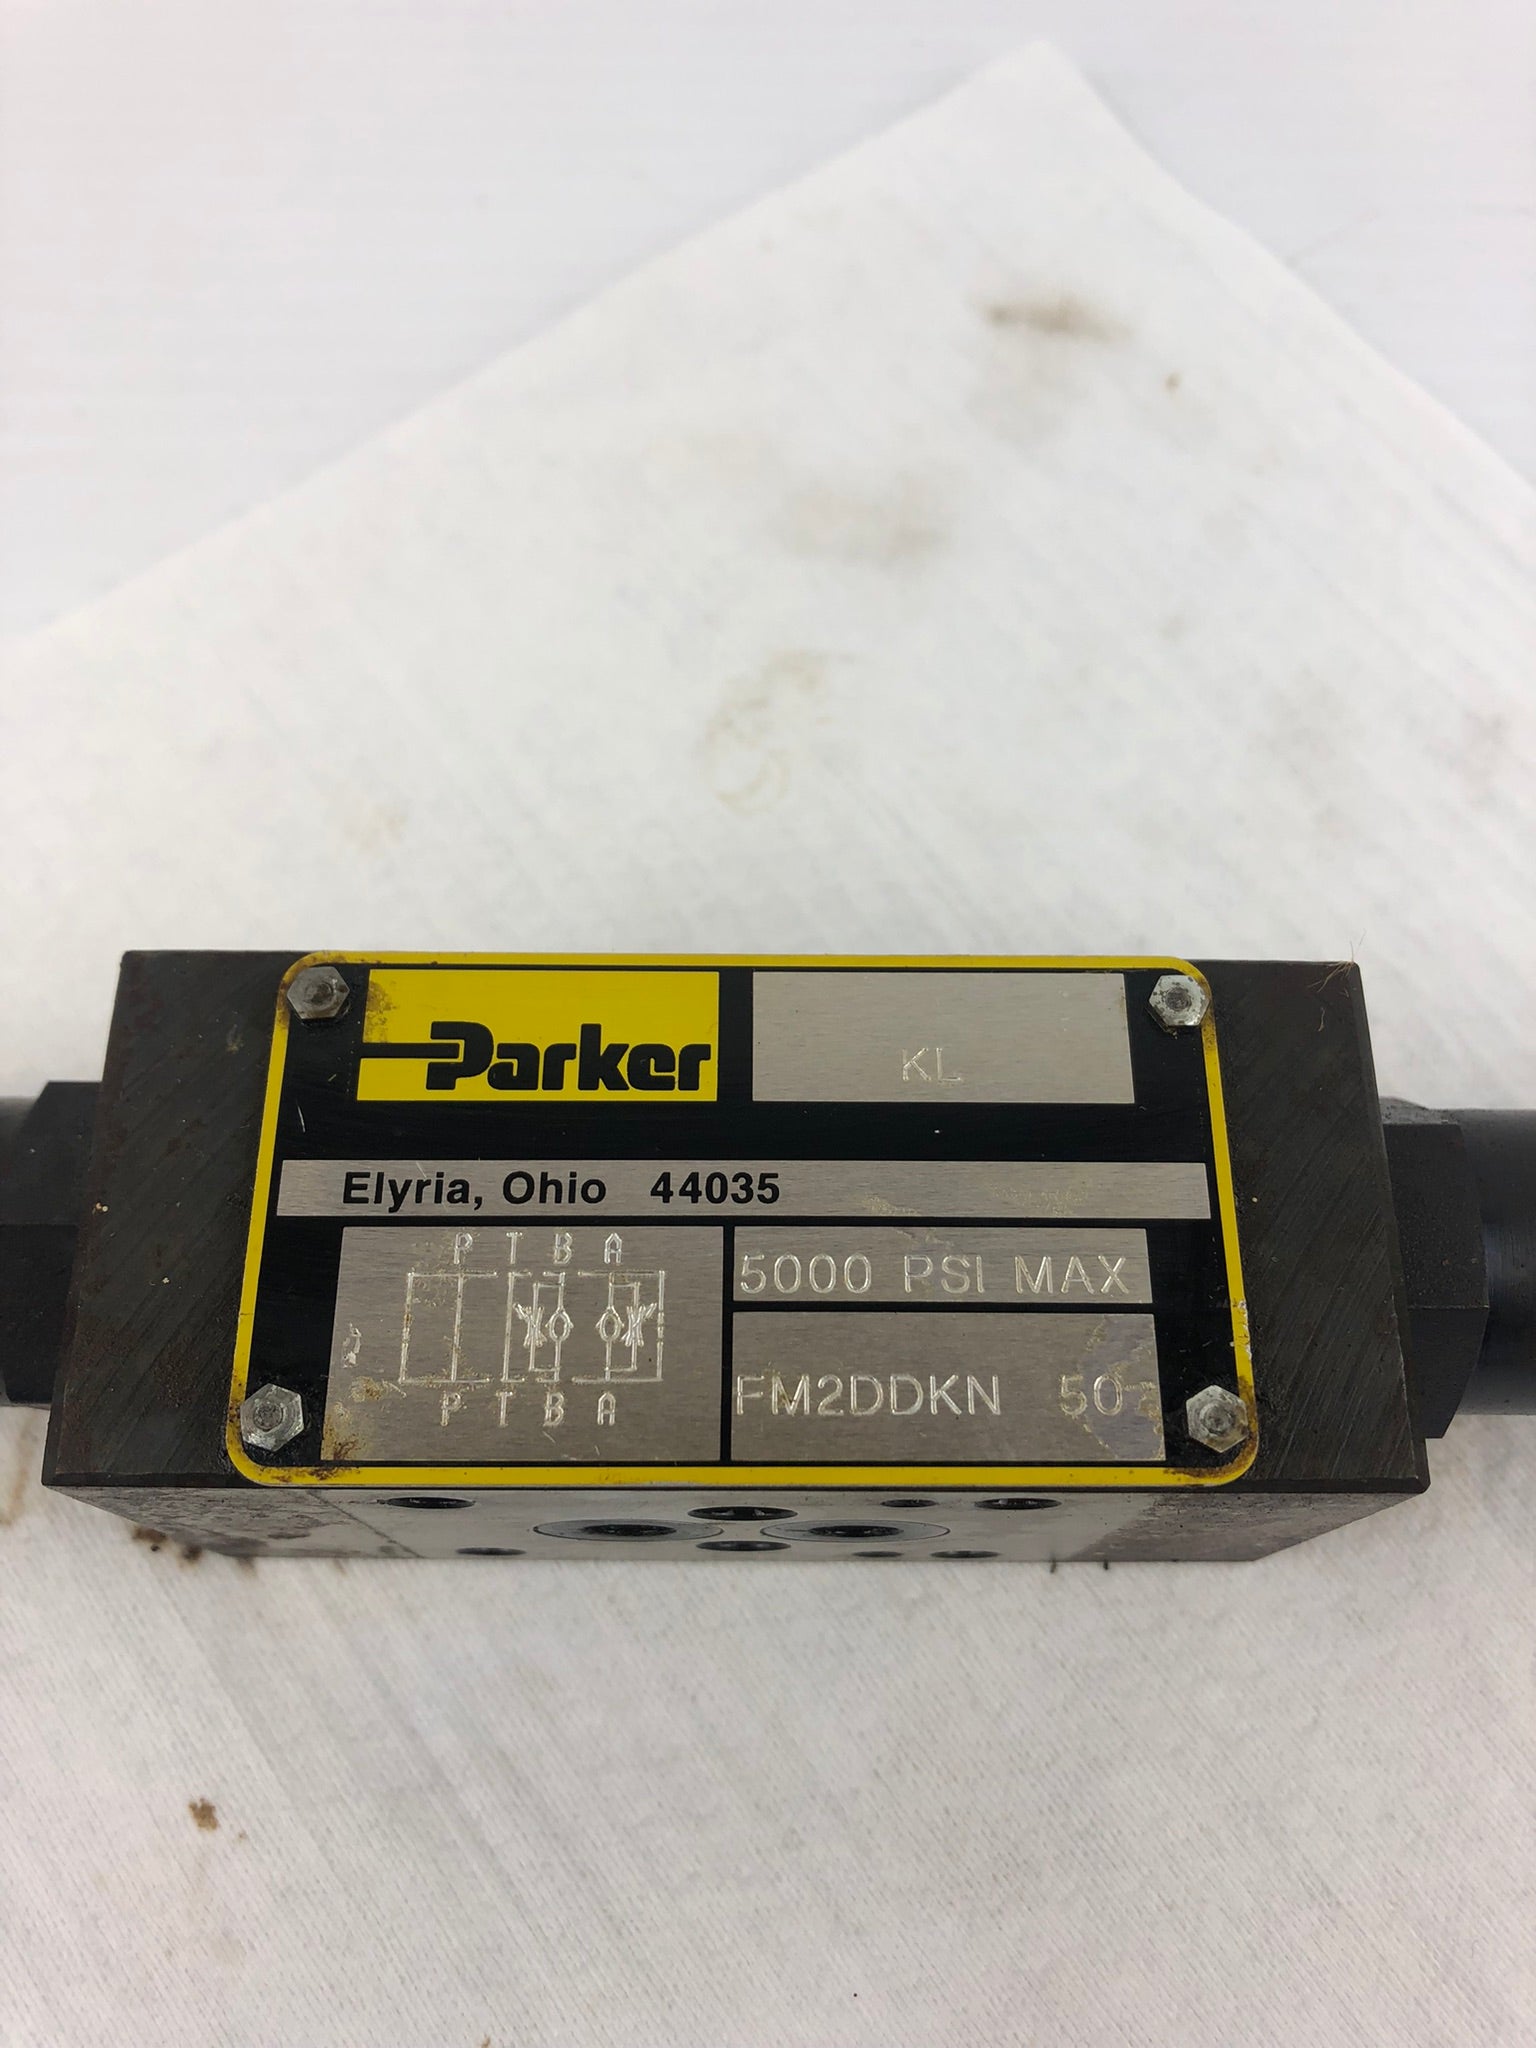 Parker
KL
Elyria, Ohio 44035
P T B A
P T B A
5000 PSI MAX
FM2DDKN 50